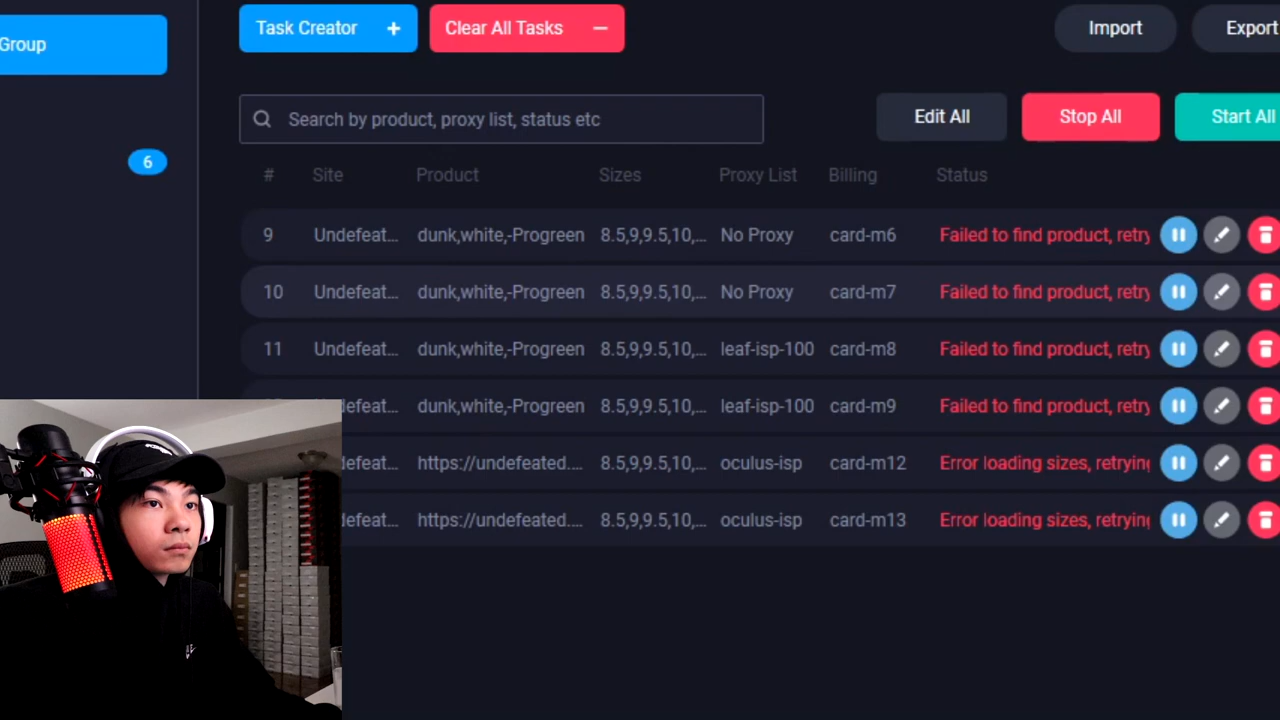 Group
Task Creator +
Clear All Tasks −
Import
Export
Search by product, proxy list, status etc
Edit All
Stop All
Start All
6
# Site Product Sizes Proxy List Billing Status
9 Undefeat... dunk,white,-Progreen 8.5,9,9.5,10,... No Proxy card-m6 Failed to find product, retry
10 Undefeat... dunk,white,-Progreen 8.5,9,9.5,10,... No Proxy card-m7 Failed to find product, retry
11 Undefeat... dunk,white,-Progreen 8.5,9,9.5,10,... leaf-isp-100 card-m8 Failed to find product, retry
defeat... dunk,white,-Progreen 8.5,9,9.5,10,... leaf-isp-100 card-m9 Failed to find product, retry
defeat... https://undefeated.... 8.5,9,9.5,10,... oculus-isp card-m12 Error loading sizes, retrying
defeat... https://undefeated.... 8.5,9,9.5,10,... oculus-isp card-m13 Error loading sizes, retrying